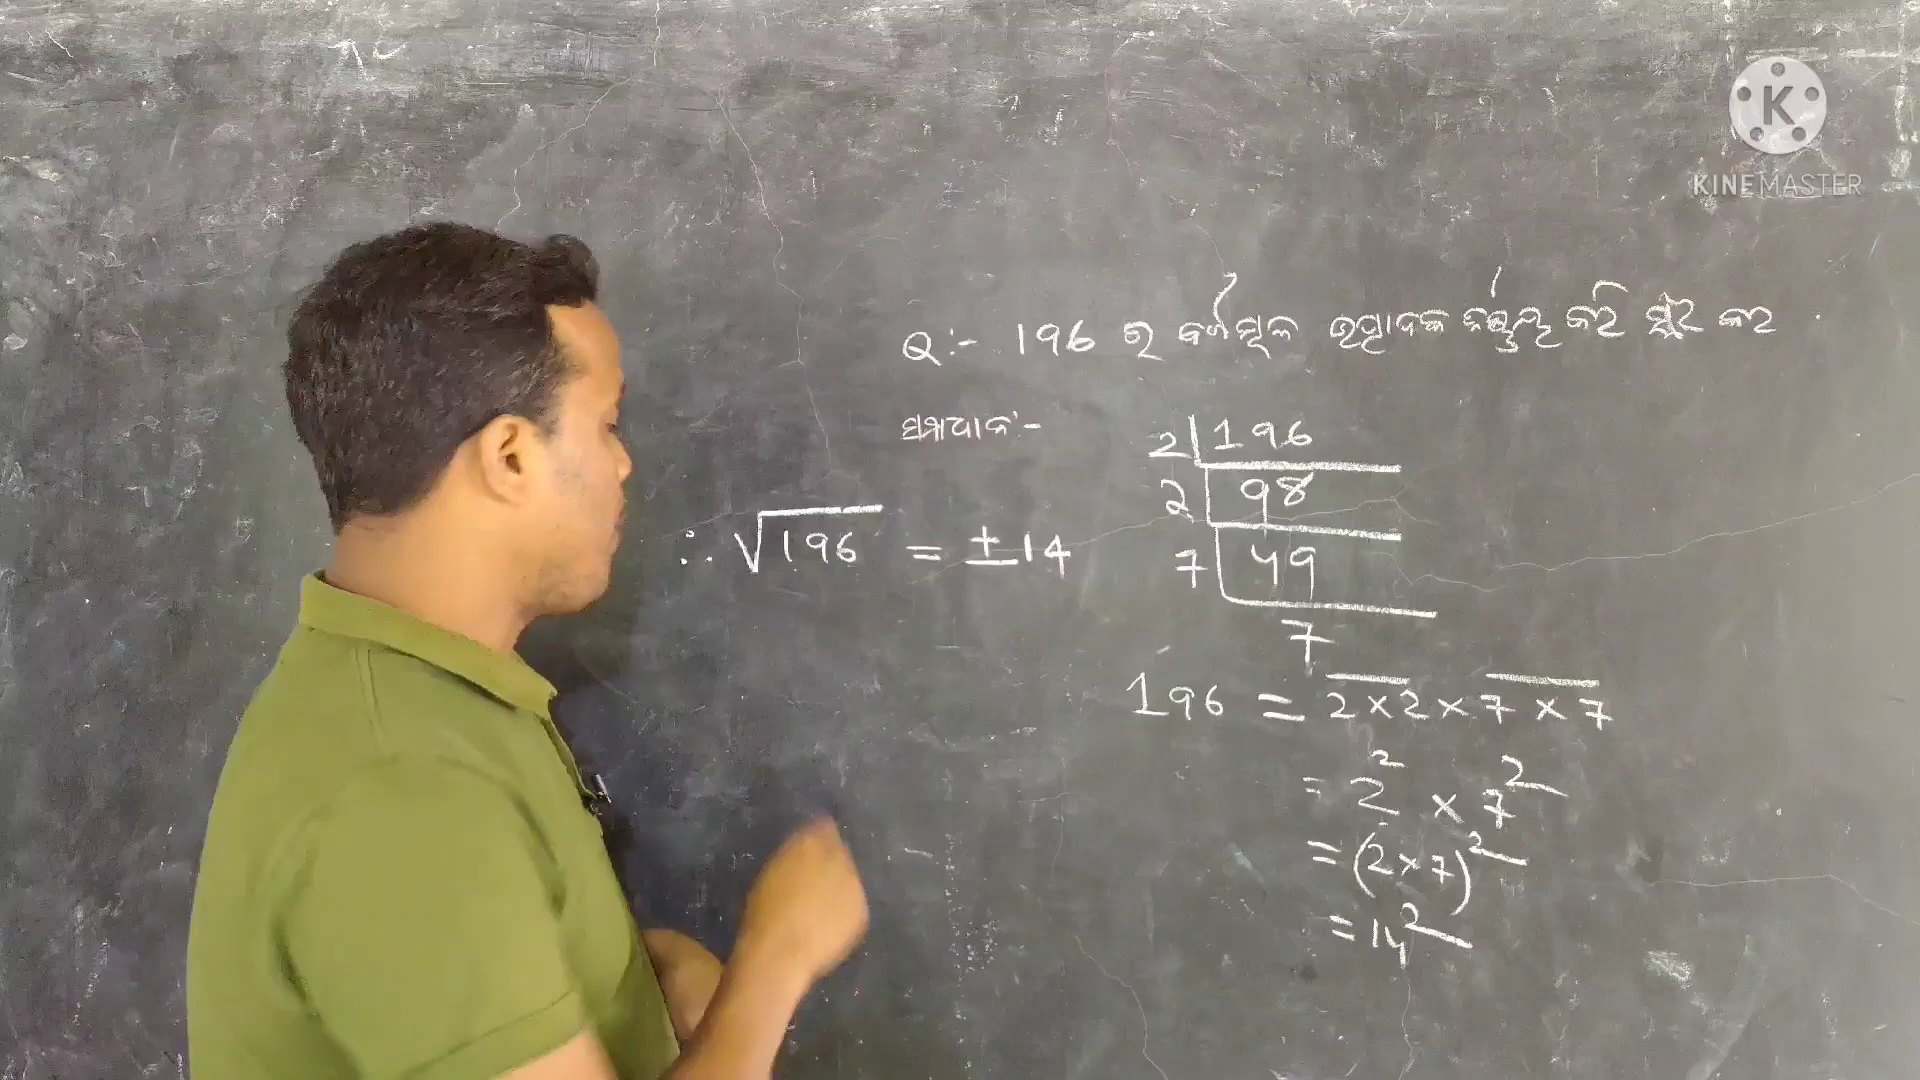 KINEMASTER
Q:- 196 ର ବର୍ଗମୂଳ ଉତ୍ପାଦକ ନିର୍ଣ୍ଣୟ କରି ସ୍ଥିର କର .
ସମାଧାନ:-
2 | 196
2 | 98
7 | 49
7
∴ √196 = ±14
196 = 2 × 2 × 7 × 7
= 2² × 7²
= (2 × 7)²
= 14²